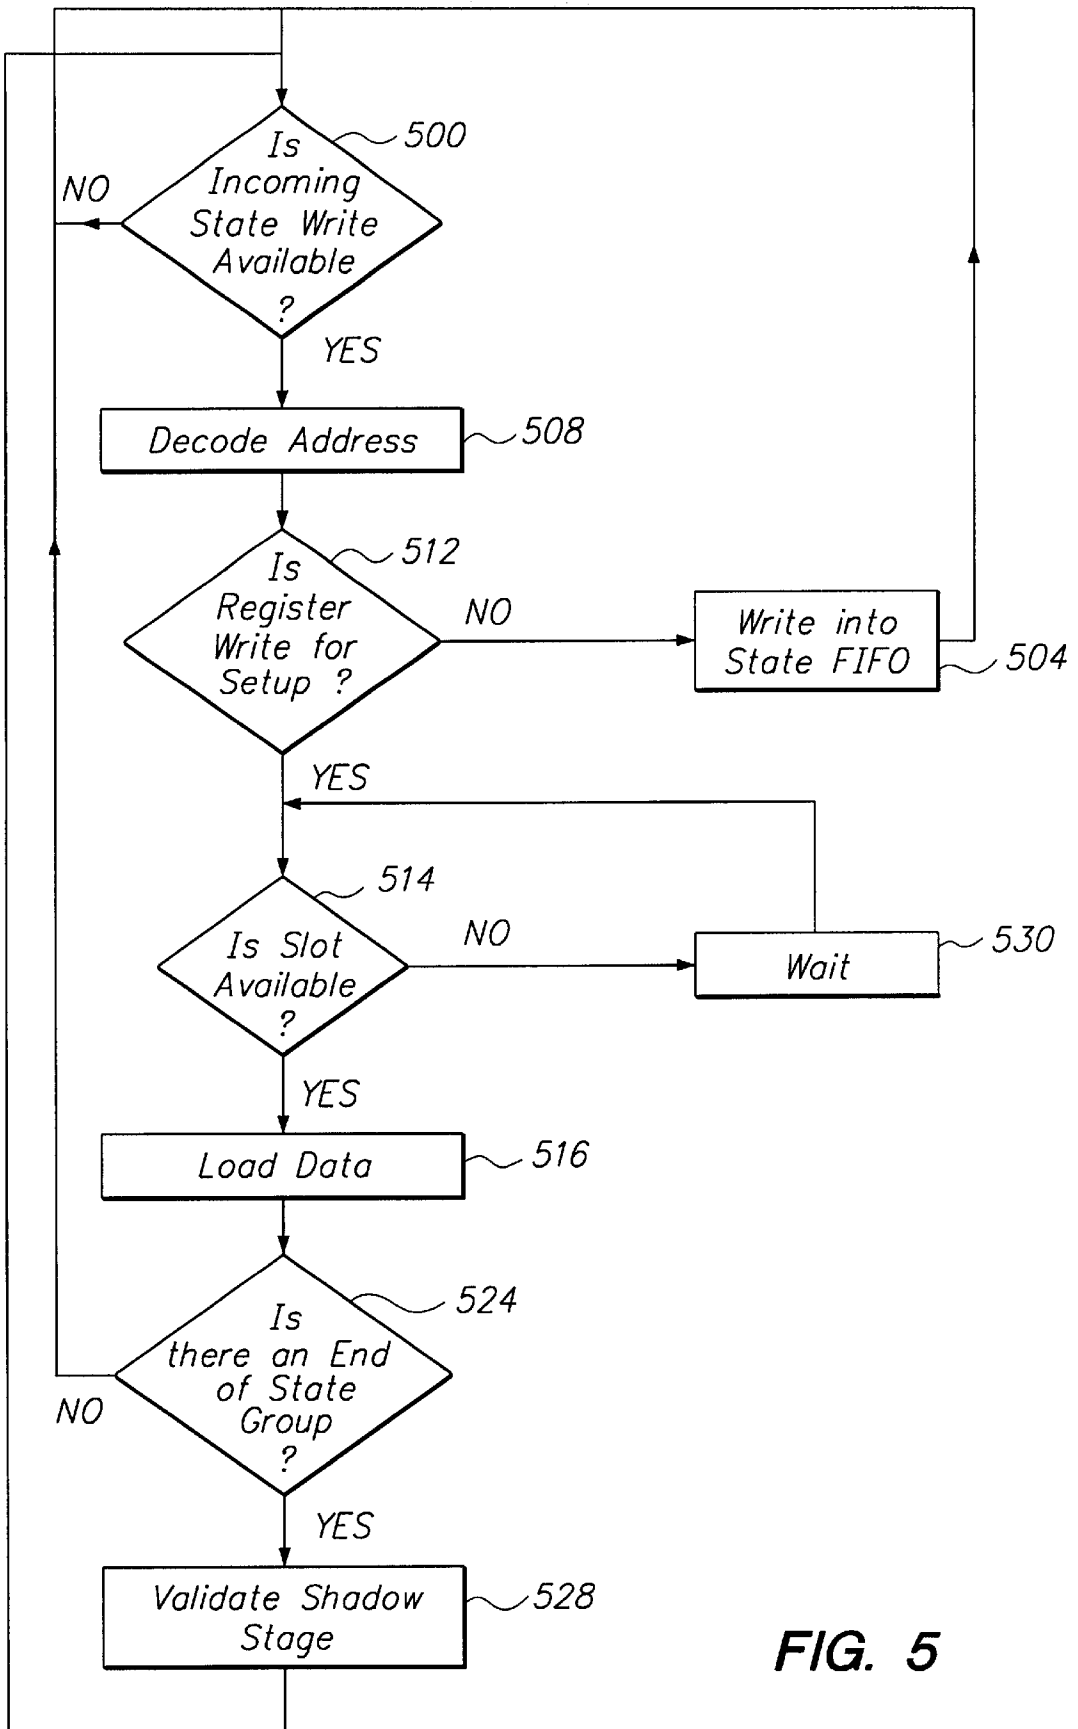 500
Is
Incoming
State Write
Available
?
NO
YES
Decode Address
508
512
Is
Register
Write for
Setup ?
NO
Write into
State FIFO
504
YES
514
Is Slot
Available
?
NO
Wait
530
YES
Load Data
516
524
Is
there an End
of State
Group
?
NO
YES
Validate Shadow
Stage
528
FIG. 5